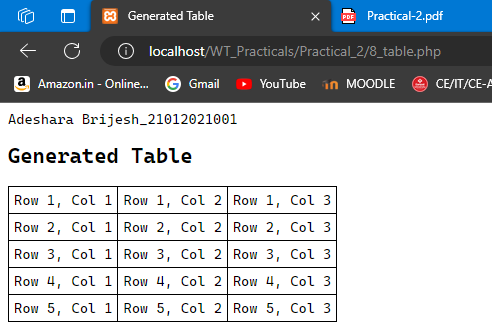 Generated Table
Practical-2.pdf
localhost/WT_Practicals/Practical_2/8_table.php
Amazon.in - Online...
Gmail
YouTube
MOODLE
CE/IT/CE-A
Adeshara Brijesh_21012021001
Generated Table
Row 1, Col 1 Row 1, Col 2 Row 1, Col 3
Row 2, Col 1 Row 2, Col 2 Row 2, Col 3
Row 3, Col 1 Row 3, Col 2 Row 3, Col 3
Row 4, Col 1 Row 4, Col 2 Row 4, Col 3
Row 5, Col 1 Row 5, Col 2 Row 5, Col 3